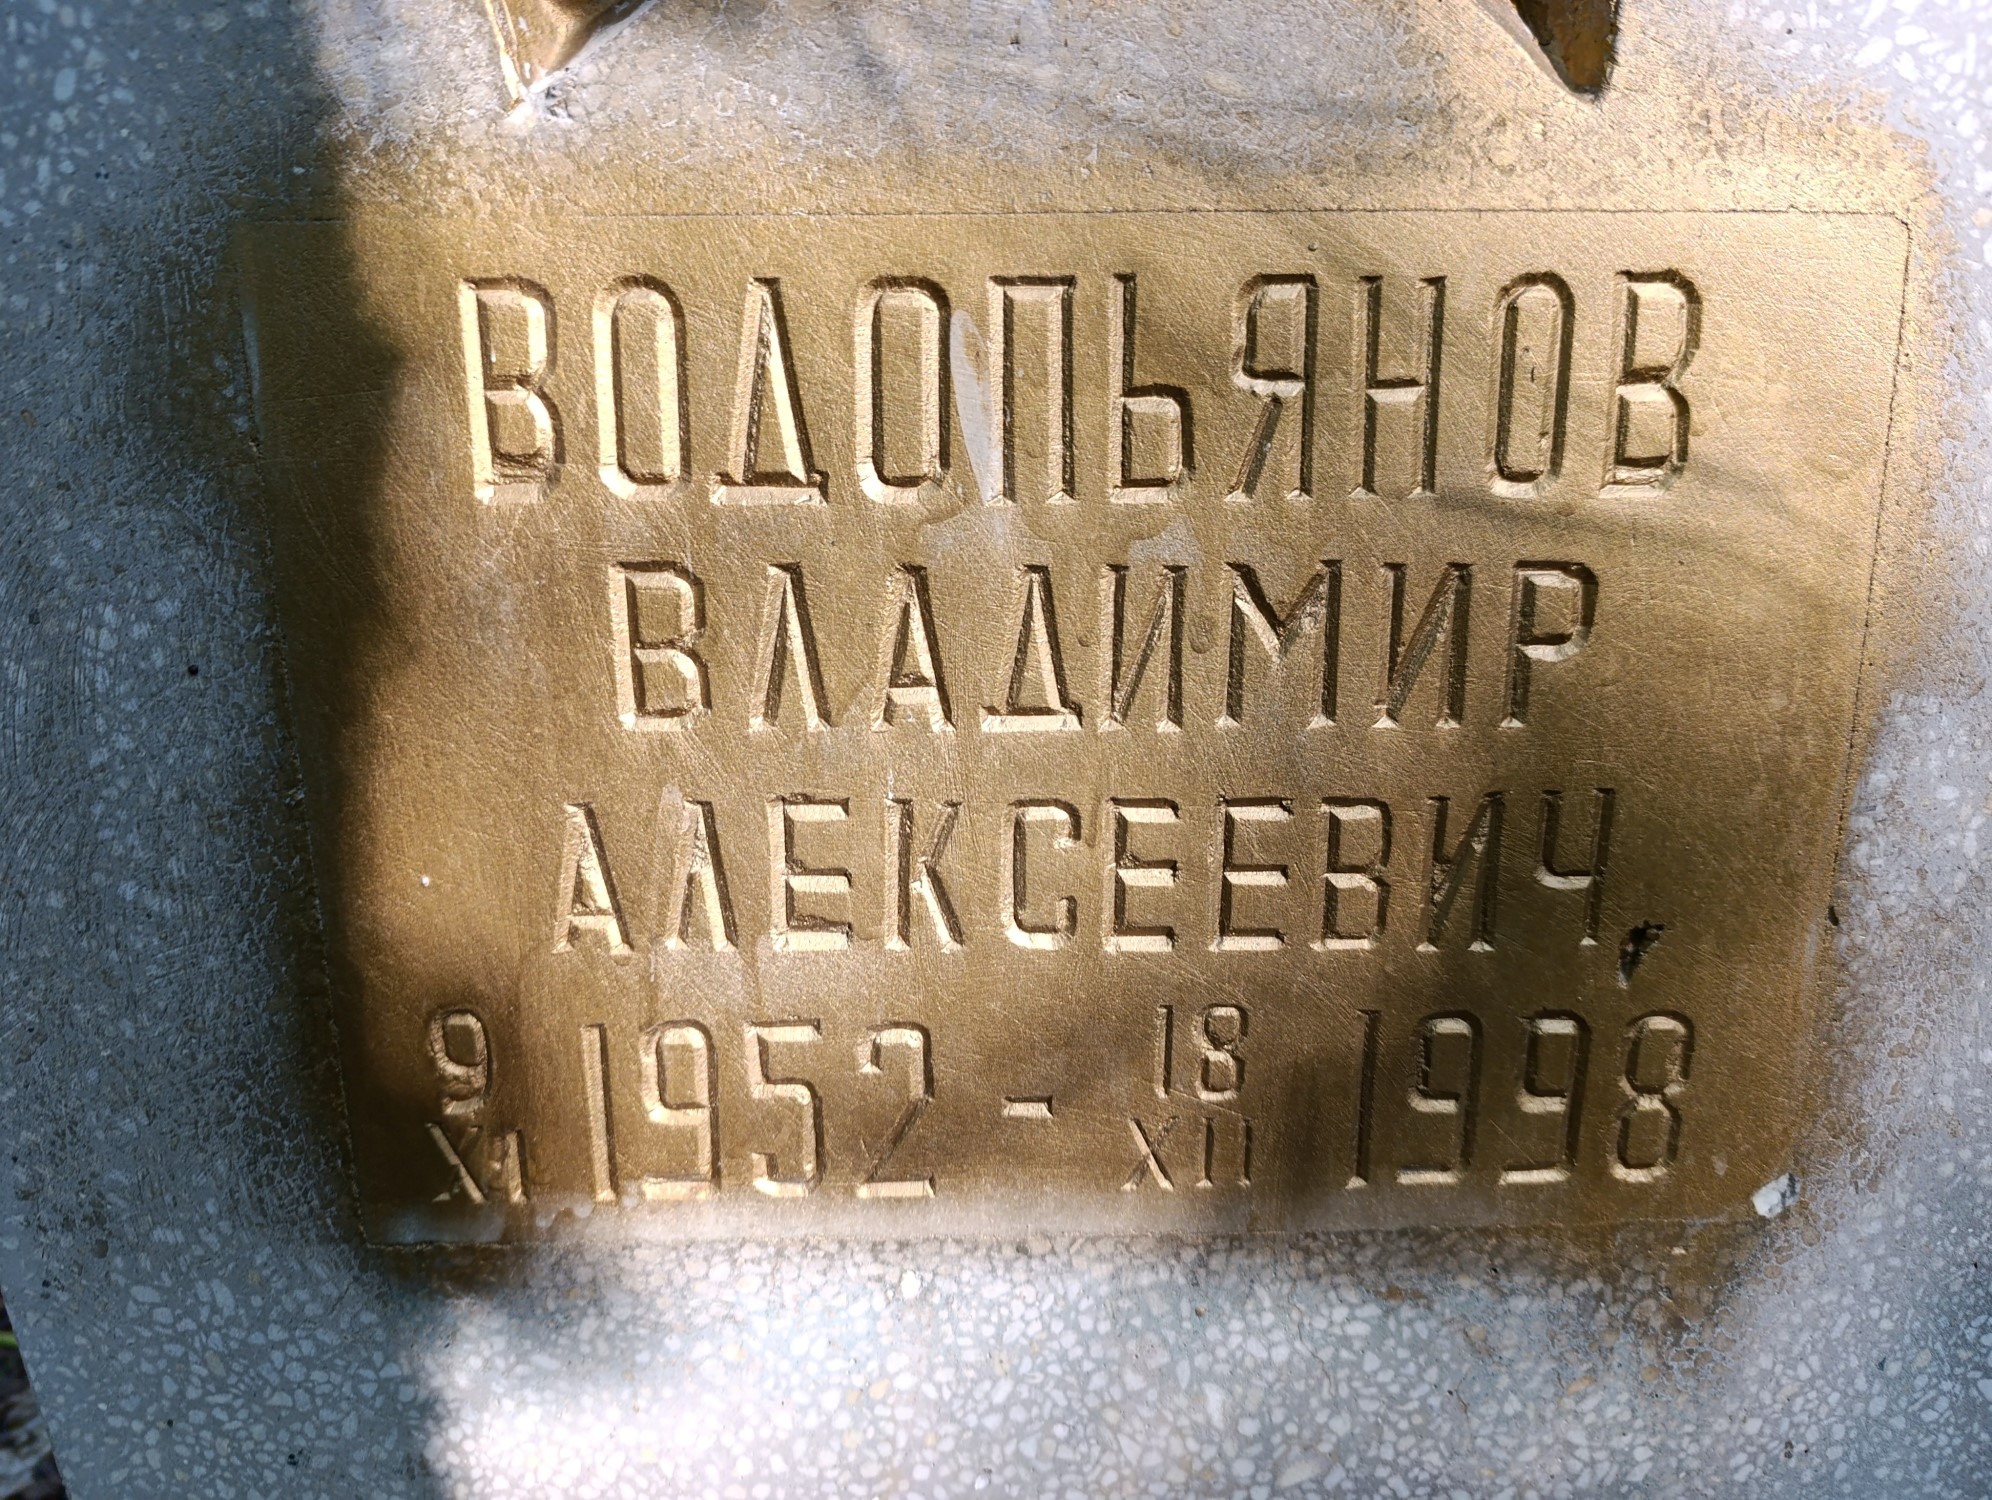 ВОДОПЬЯНОВ
ВЛАДИМИР
АЛЕКСЕЕВИЧ
9 XI 1952 - 18 XII 1998